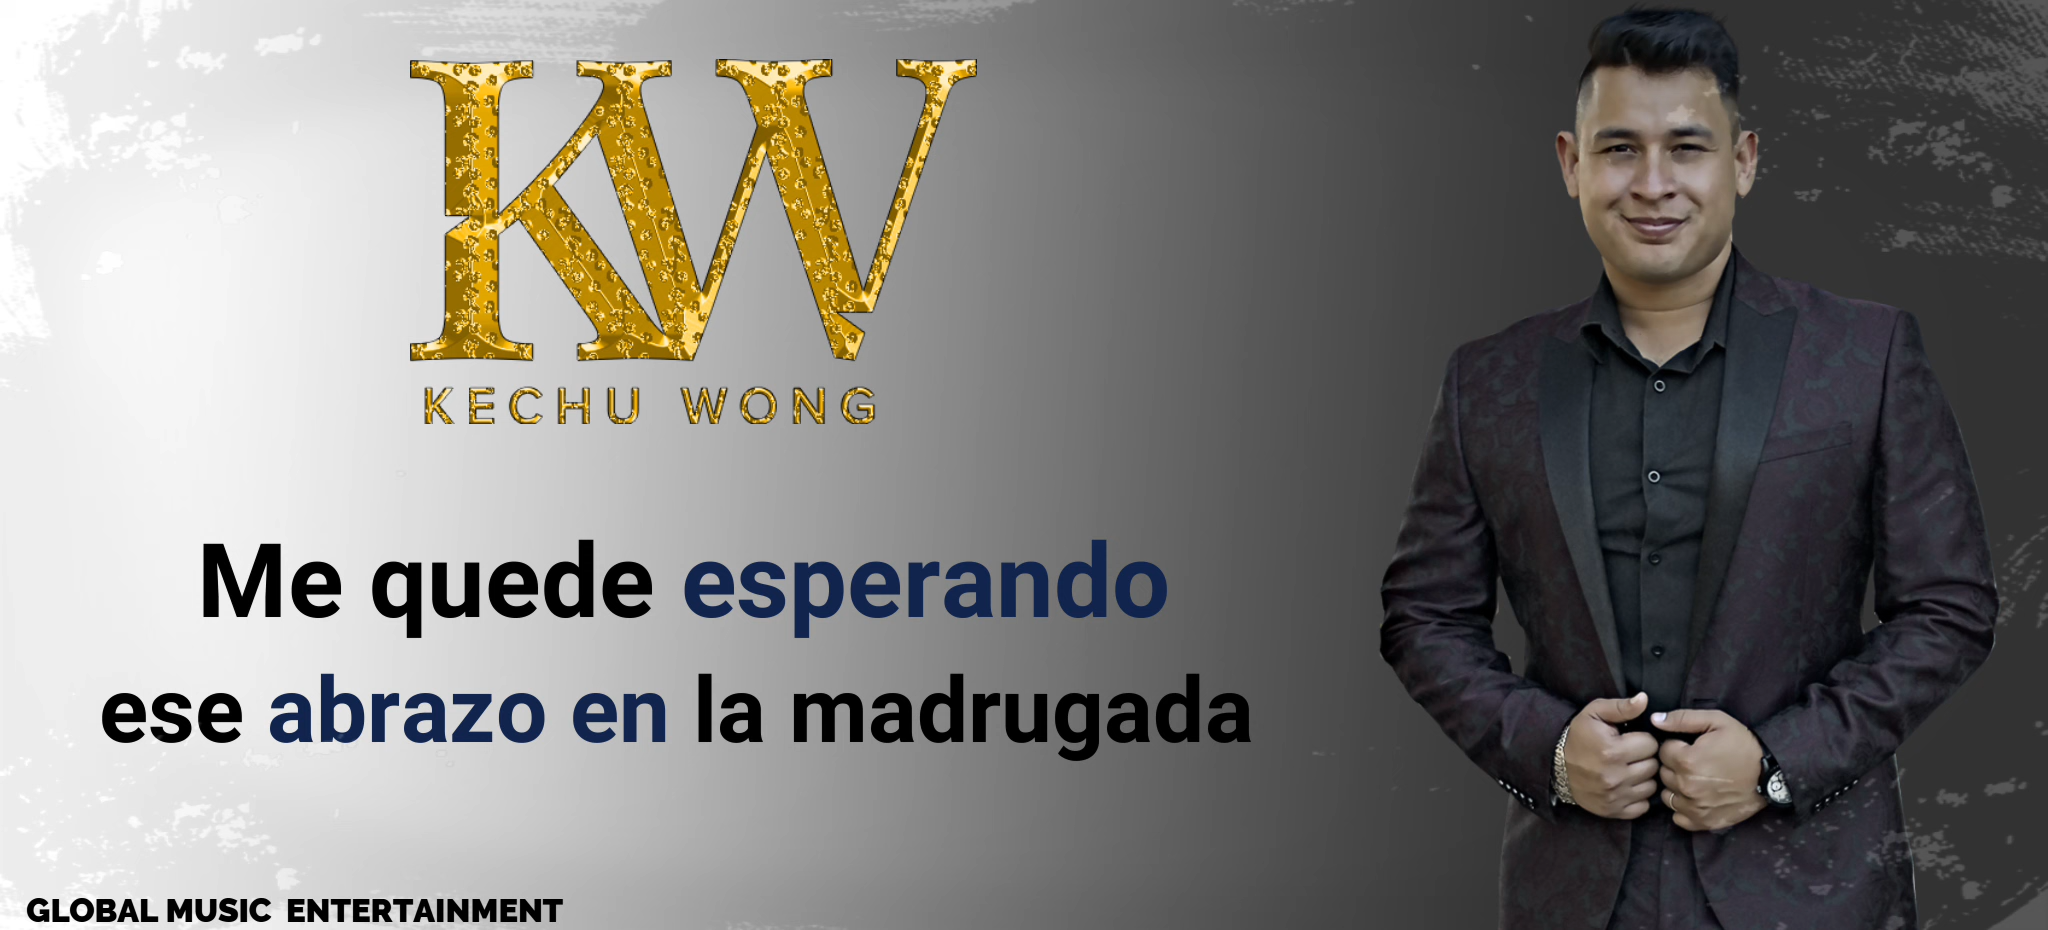 KW
KECHU WONG
Me quede esperando
ese abrazo en la madrugada
GLOBAL MUSIC ENTERTAINMENT